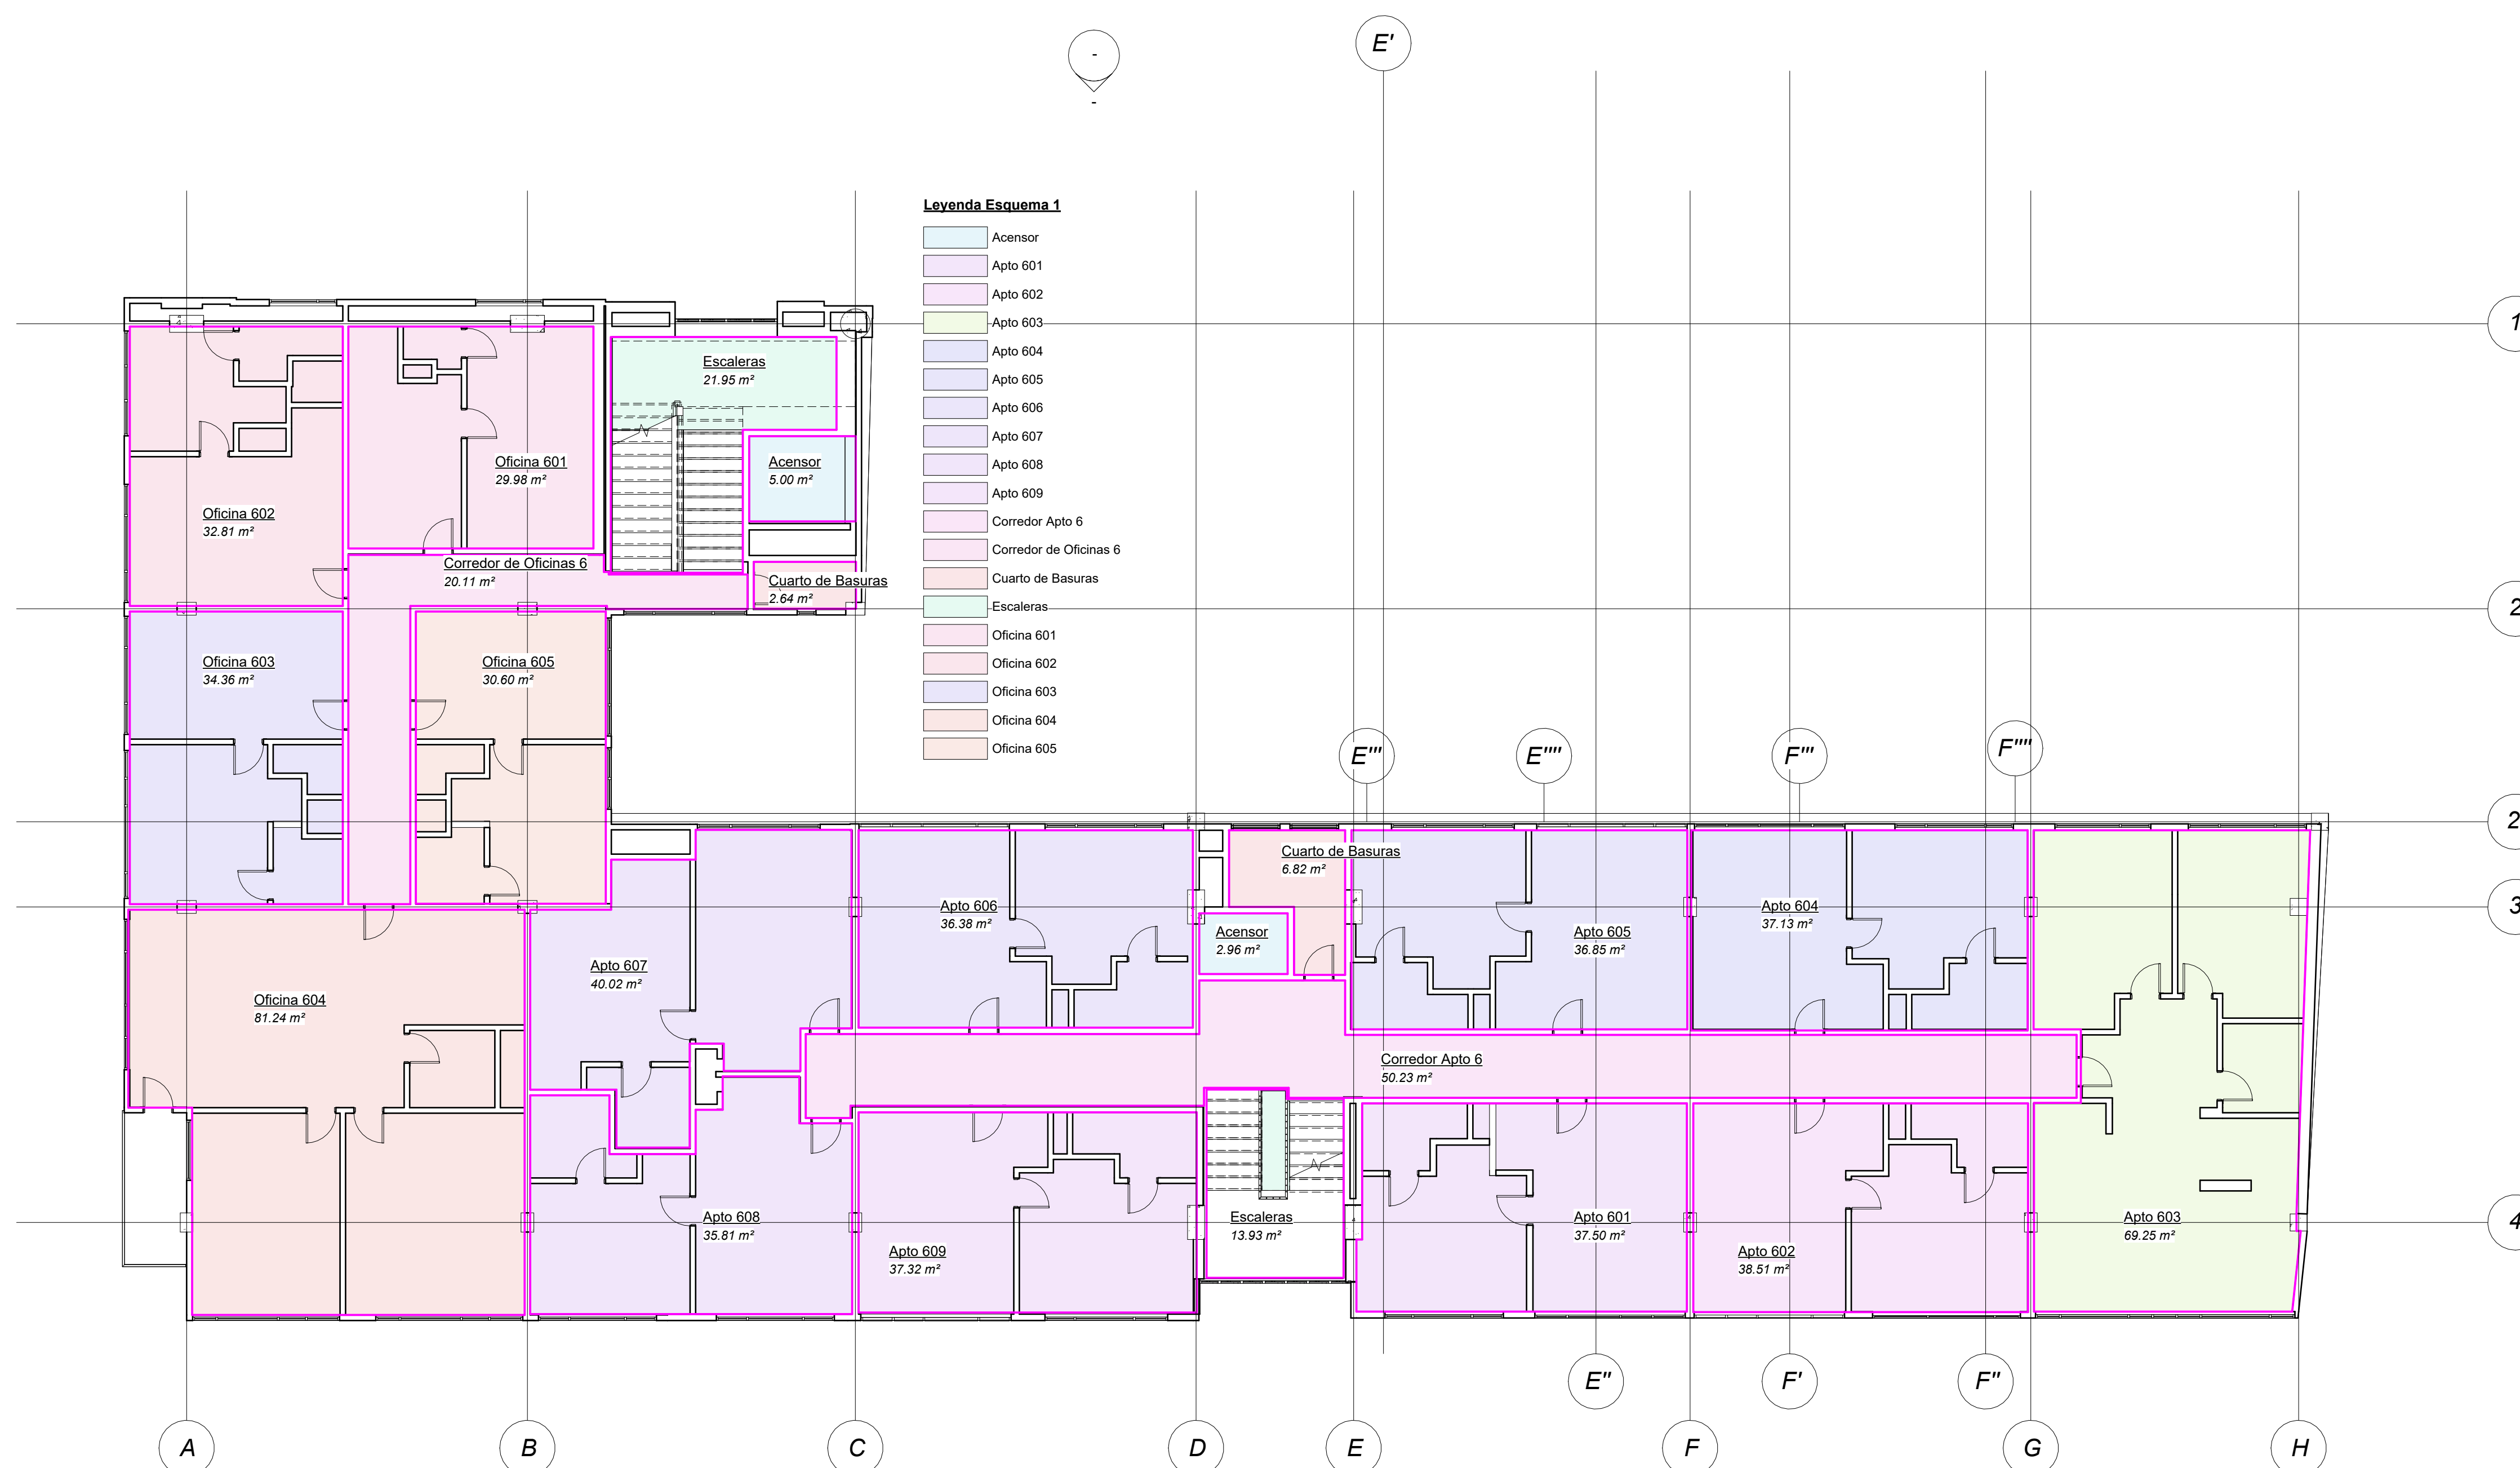 -
E'
-
Leyenda Esquema 1
Acensor
Apto 601
Apto 602
Apto 603
Apto 604
Apto 605
Apto 606
Apto 607
Apto 608
Apto 609
Corredor Apto 6
Corredor de Oficinas 6
Cuarto de Basuras
Escaleras
Oficina 601
Oficina 602
Oficina 603
Oficina 604
Oficina 605
1
Escaleras
21.95 m²
Oficina 601
29.98 m²
Acensor
5.00 m²
Oficina 602
32.81 m²
Corredor de Oficinas 6
20.11 m²
Cuarto de Basuras
2.64 m²
2
Oficina 603
34.36 m²
Oficina 605
30.60 m²
E'''
E''''
F'''
F''''
2
Cuarto de Basuras
6.82 m²
3
Apto 606
36.38 m²
Acensor
2.96 m²
Apto 605
36.85 m²
Apto 604
37.13 m²
Apto 607
40.02 m²
Oficina 604
81.24 m²
Corredor Apto 6
50.23 m²
4
Apto 608
35.81 m²
Apto 609
37.32 m²
Escaleras
13.93 m²
Apto 601
37.50 m²
Apto 602
38.51 m²
Apto 603
69.25 m²
E''
F'
F''
A
B
C
D
E
F
G
H